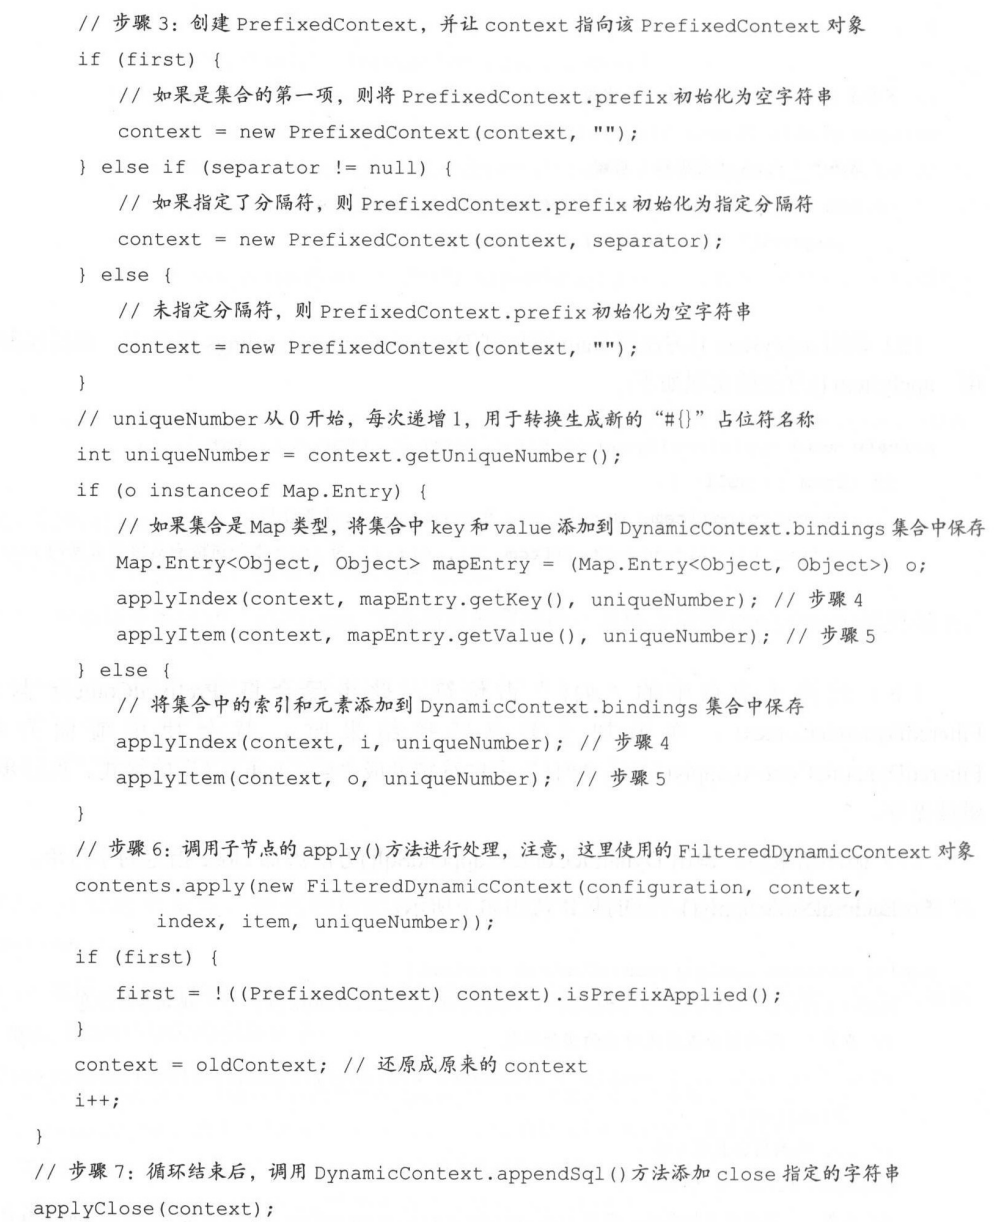 // 步骤 3：创建 PrefixedContext，并让 context 指向该 PrefixedContext 对象
if (first) {
// 如果是集合的第一项，则将 PrefixedContext.prefix 初始化为空字符串
context = new PrefixedContext(context, "");
} else if (separator != null) {
// 如果指定了分隔符，则 PrefixedContext.prefix 初始化为指定分隔符
context = new PrefixedContext(context, separator);
} else {
// 未指定分隔符，则 PrefixedContext.prefix 初始化为空字符串
context = new PrefixedContext(context, "");
}
// uniqueNumber 从 0 开始，每次递增 1，用于转换生成新的“#{}”占位符名称
int uniqueNumber = context.getUniqueNumber();
if (o instanceof Map.Entry) {
// 如果集合是 Map 类型，将集合中 key 和 value 添加到 DynamicContext.bindings 集合中保存
Map.Entry<Object, Object> mapEntry = (Map.Entry<Object, Object>) o;
applyIndex(context, mapEntry.getKey(), uniqueNumber); // 步骤 4
applyItem(context, mapEntry.getValue(), uniqueNumber); // 步骤 5
} else {
// 将集合中的索引和元素添加到 DynamicContext.bindings 集合中保存
applyIndex(context, i, uniqueNumber); // 步骤 4
applyItem(context, o, uniqueNumber); // 步骤 5
}
// 步骤 6：调用子节点的 apply()方法进行处理，注意，这里使用的 FilteredDynamicContext 对象
contents.apply(new FilteredDynamicContext(configuration, context,
index, item, uniqueNumber));
if (first) {
first = !((PrefixedContext) context).isPrefixApplied();
}
context = oldContext; // 还原成原来的 context
i++;
}
// 步骤 7：循环结束后，调用 DynamicContext.appendSql()方法添加 close 指定的字符串
applyClose(context);